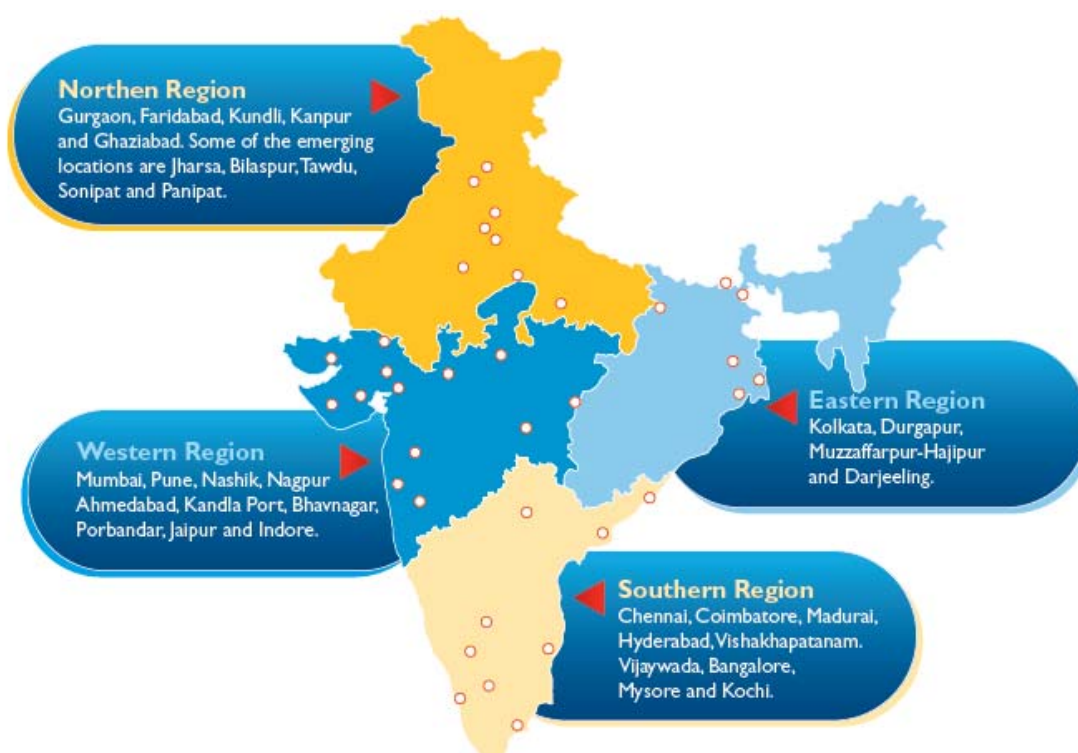 Northen Region
Gurgaon, Faridabad, Kundli, Kanpur
and Ghaziabad. Some of the emerging
locations are Jharsa, Bilaspur, Tawdu,
Sonipat and Panipat.
Western Region
Mumbai, Pune, Nashik, Nagpur
Ahmedabad, Kandla Port, Bhavnagar,
Porbandar, Jaipur and Indore.
Eastern Region
Kolkata, Durgapur,
Muzzaffarpur-Hajipur
and Darjeeling.
Southern Region
Chennai, Coimbatore, Madurai,
Hyderabad, Vishakhapatanam.
Vijaywada, Bangalore,
Mysore and Kochi.